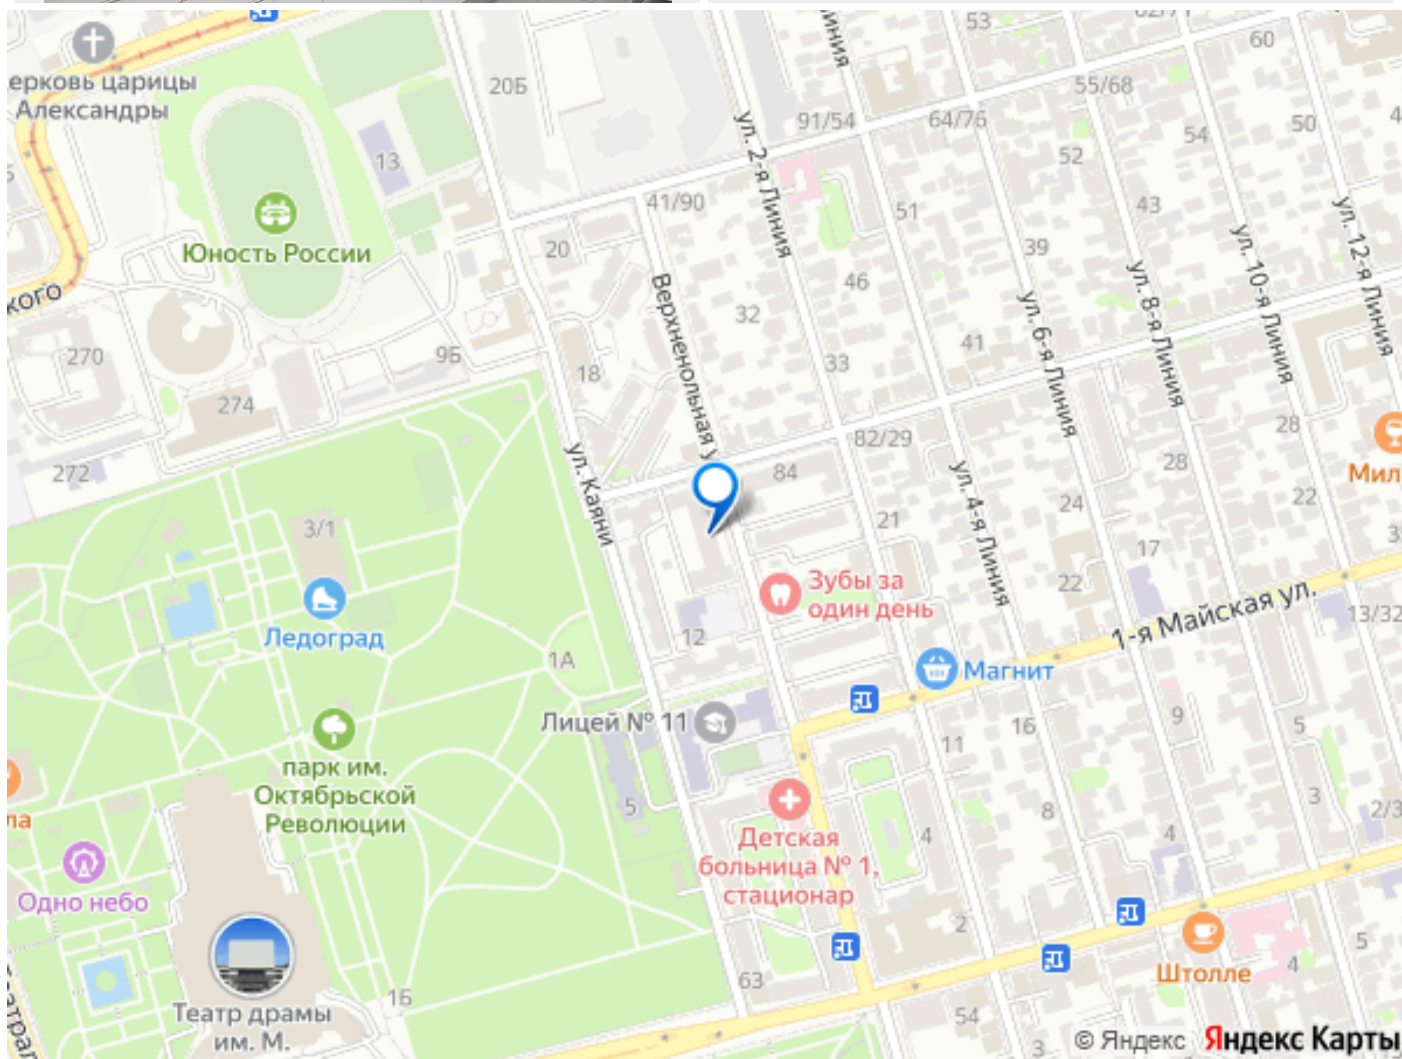 ерковь царицы
Александры
20Б
53
60
55/68
91/54
64/76
54
50
13
52
ул. 2-я Линия
41/90
51
43
Юность России
20
39
ул. 12-я Линия
кого
46
ул. 10-я Линия
Верхненольная у
32
ул. 8-я Линия
ул. 6-я Линия
270
9Б
41
33
18
274
82/29
28
28
272
84
Мил
ул. Каяни
ул. 4-я Линия
22
24
3/1
21
17
Зубы за
один день
22
13/32
1-я Майская ул.
Ледоград
12
1А
Магнит
Лицей № 11
16
9
5
11
парк им.
Октябрьской
Революции
5
3
8
2/3
ла
4
4
Детская
больница № 1,
стационар
Одно небо
2
5
4
Штолле
63
1Б
Театр драмы
им. М.
54
3
© Яндекс Яндекс Карты